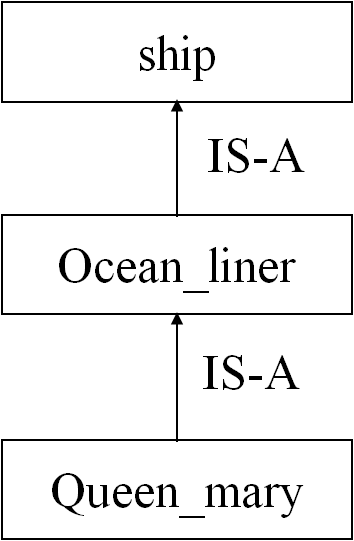 ship
IS-A
Ocean_liner
IS-A
Queen_mary